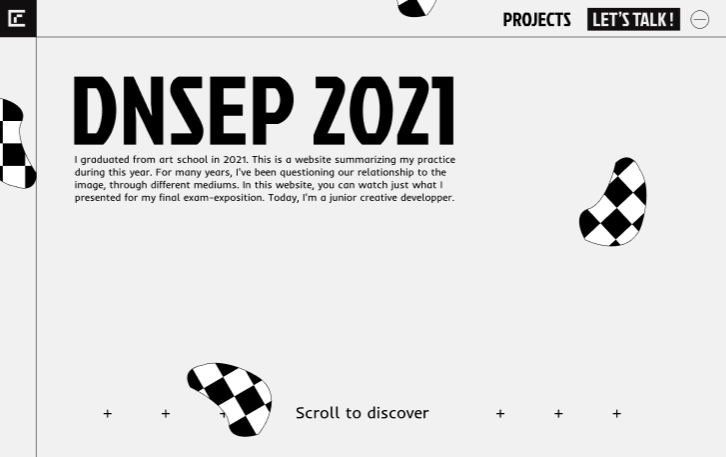 PROJECTS LET'S TALK!
DNSEP 2021
I graduated from art school in 2021. This is a website summarizing my practice
during this year. For many years, I've been questioning our relationship to the
image, through different mediums. In this website, you can watch just what I
presented for my final exam-exposition. Today, I'm a junior creative developper.
+ + + Scroll to discover + + +